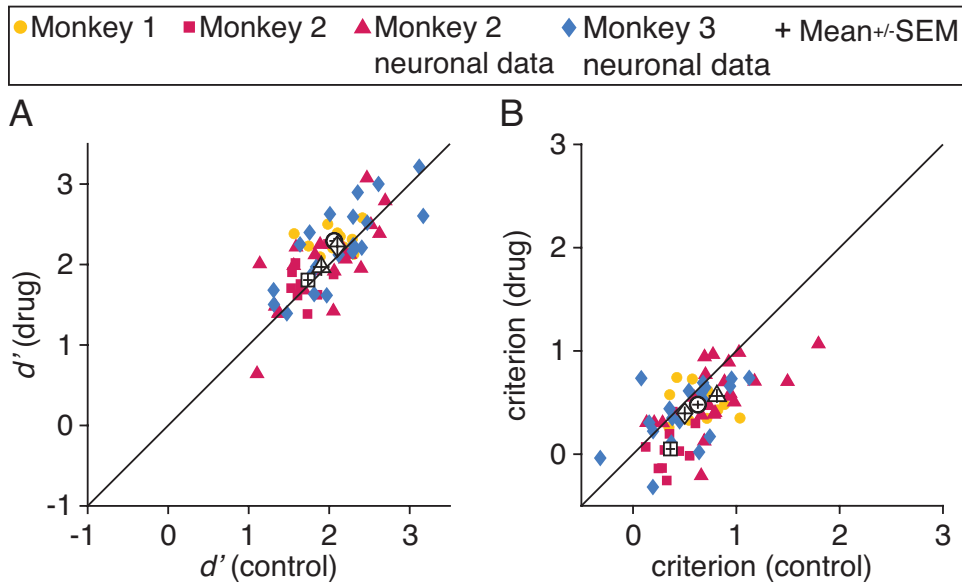 Monkey 1 Monkey 2 Monkey 2 Monkey 3 + Mean+/-SEM
neuronal data neuronal data
A
B
3
2
1
0
-1
d' (drug)
-1 0 1 2 3
d' (control)
3
2
1
0
criterion (drug)
0 1 2 3
criterion (control)